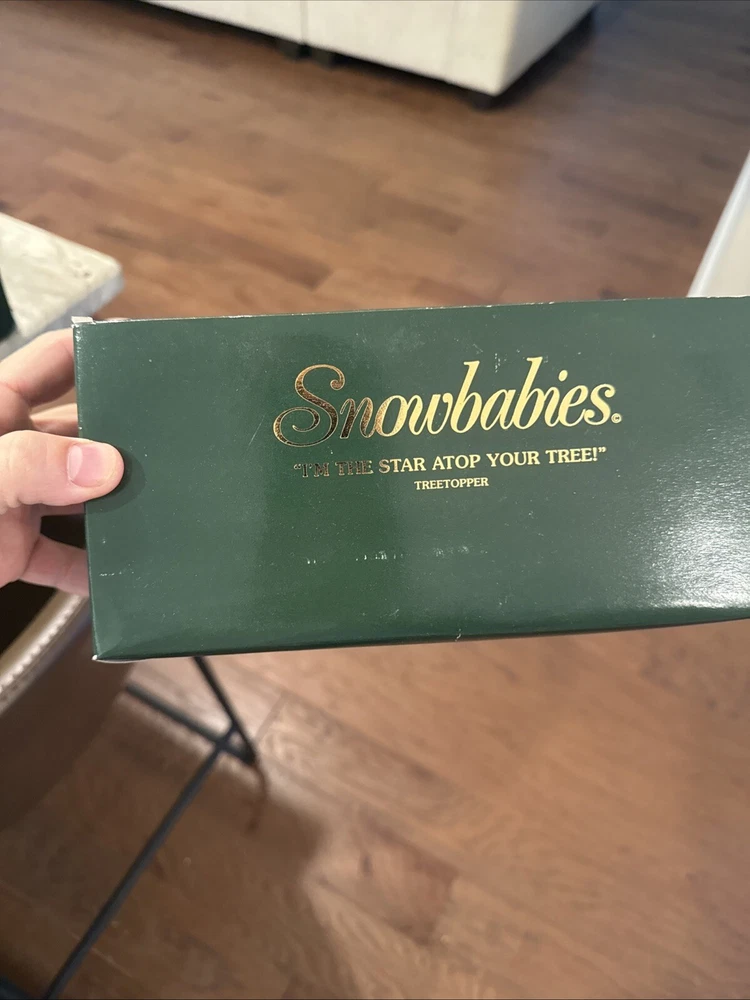 Snowbabies.
"I'M THE STAR ATOP YOUR TREE!"
TREETOPPER